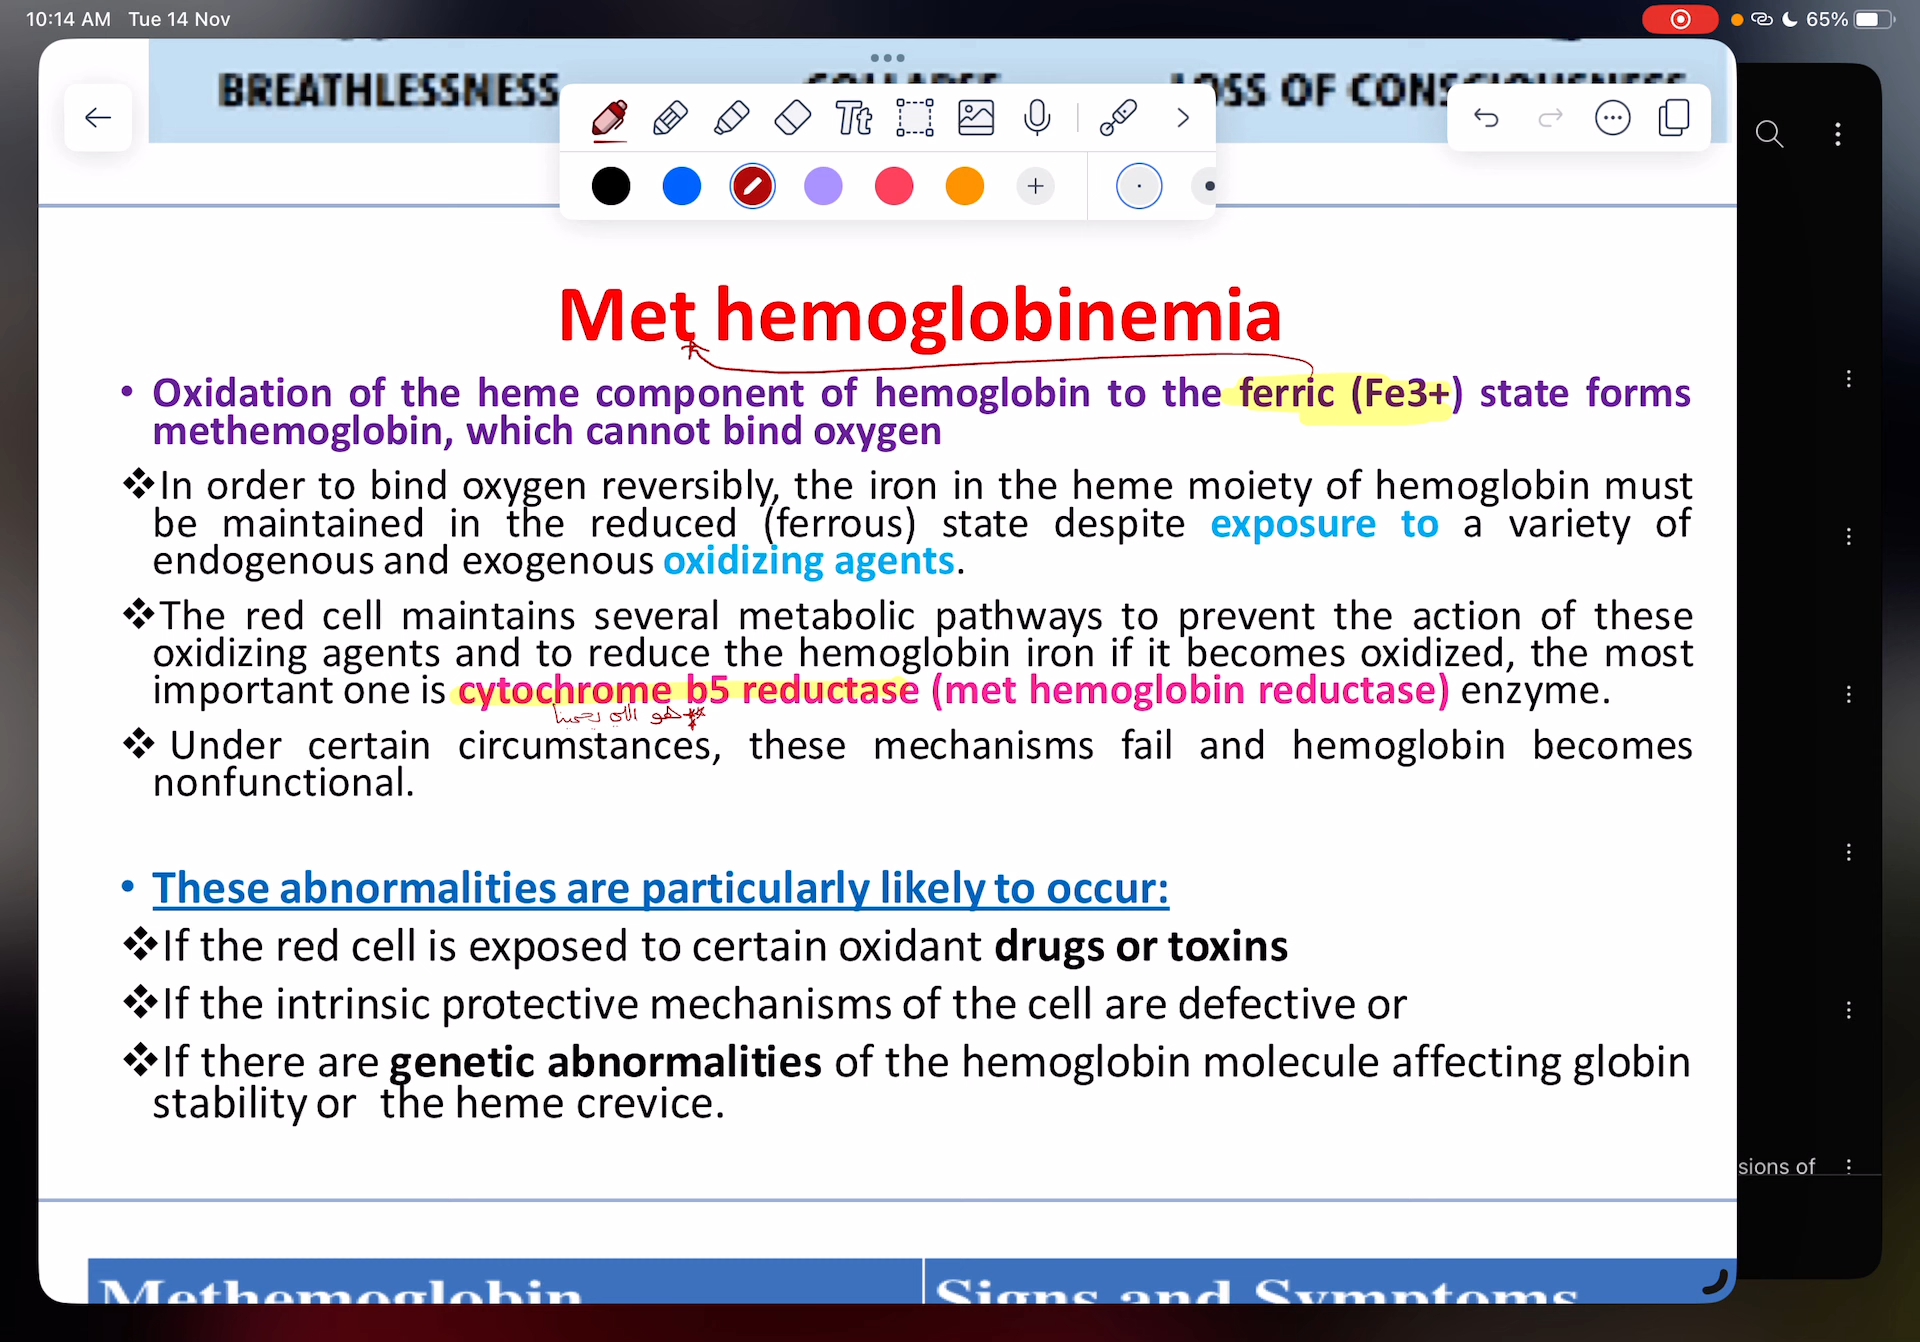 10:14 AM Tue 14 Nov
65%
BREATHLESSNESS COLLAPSE LOSS OF CONSCIOUSNESS
Tt
Met hemoglobinemia
• Oxidation of the heme component of hemoglobin to the ferric (Fe3+) state forms
methemoglobin, which cannot bind oxygen
❖In order to bind oxygen reversibly, the iron in the heme moiety of hemoglobin must
be maintained in the reduced (ferrous) state despite exposure to a variety of
endogenous and exogenous oxidizing agents.
❖The red cell maintains several metabolic pathways to prevent the action of these
oxidizing agents and to reduce the hemoglobin iron if it becomes oxidized, the most
important one is cytochrome b5 reductase (met hemoglobin reductase) enzyme.
هو اللي يحمينا
❖ Under certain circumstances, these mechanisms fail and hemoglobin becomes
nonfunctional.
• These abnormalities are particularly likely to occur:
❖If the red cell is exposed to certain oxidant drugs or toxins
❖If the intrinsic protective mechanisms of the cell are defective or
❖If there are genetic abnormalities of the hemoglobin molecule affecting globin
stability or the heme crevice.
sions of
Methemoglobin Signs and Symptoms